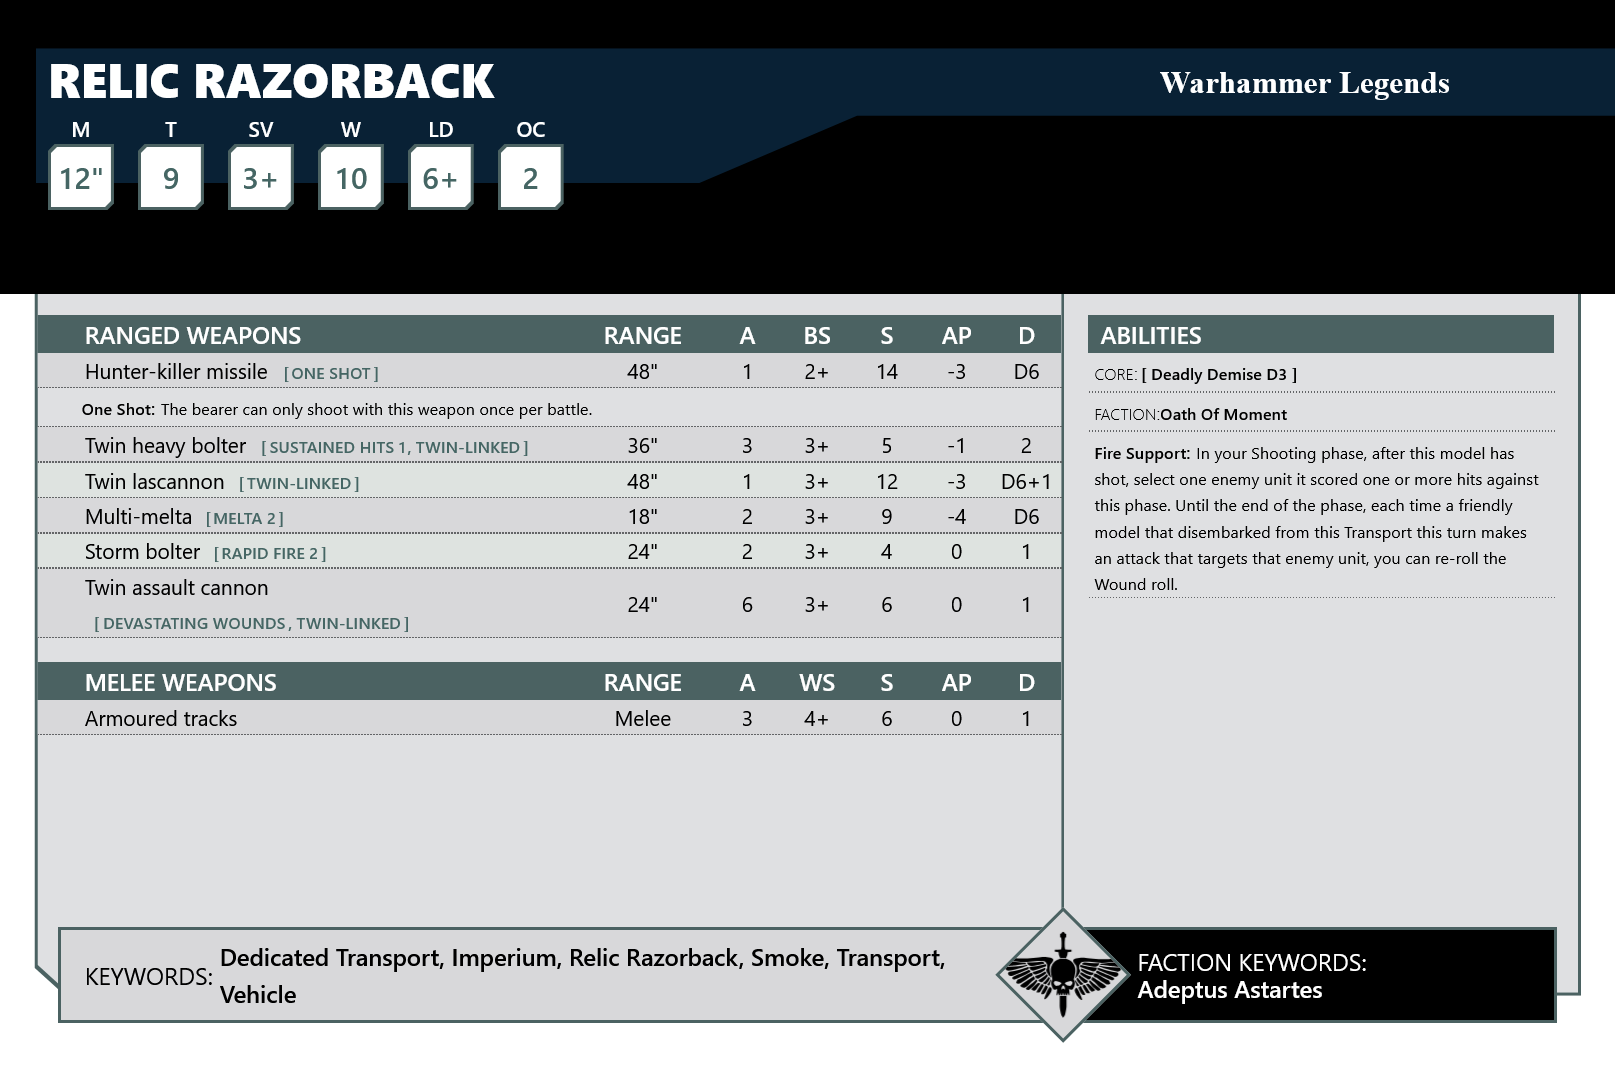 RELIC RAZORBACK
Warhammer Legends
M T SV W LD OC
12" 9 3+ 10 6+ 2
RANGED WEAPONS RANGE A BS S AP D
Hunter-killer missile [ ONE SHOT ] 48" 1 2+ 14 -3 D6
One Shot: The bearer can only shoot with this weapon once per battle.
Twin heavy bolter [ SUSTAINED HITS 1, TWIN-LINKED ] 36" 3 3+ 5 -1 2
Twin lascannon [ TWIN-LINKED ] 48" 1 3+ 12 -3 D6+1
Multi-melta [ MELTA 2 ] 18" 2 3+ 9 -4 D6
Storm bolter [ RAPID FIRE 2 ] 24" 2 3+ 4 0 1
Twin assault cannon
[ DEVASTATING WOUNDS , TWIN-LINKED ] 24" 6 3+ 6 0 1
MELEE WEAPONS RANGE A WS S AP D
Armoured tracks Melee 3 4+ 6 0 1
ABILITIES
CORE: [ Deadly Demise D3 ]
FACTION:Oath Of Moment
Fire Support: In your Shooting phase, after this model has
shot, select one enemy unit it scored one or more hits against
this phase. Until the end of the phase, each time a friendly
model that disembarked from this Transport this turn makes
an attack that targets that enemy unit, you can re-roll the
Wound roll.
KEYWORDS: Dedicated Transport, Imperium, Relic Razorback, Smoke, Transport,
Vehicle
FACTION KEYWORDS:
Adeptus Astartes